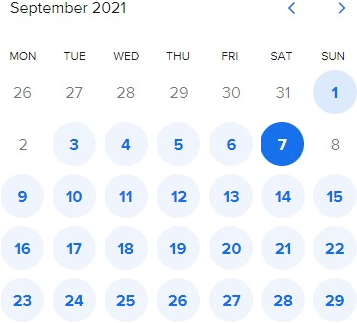 September 2021
MON TUE WED THU FRI SAT SUN
26 27 28 29 30 31 1
2 3 4 5 6 7 8
9 10 11 12 13 14 15
16 17 18 19 20 21 22
23 24 25 26 27 28 29